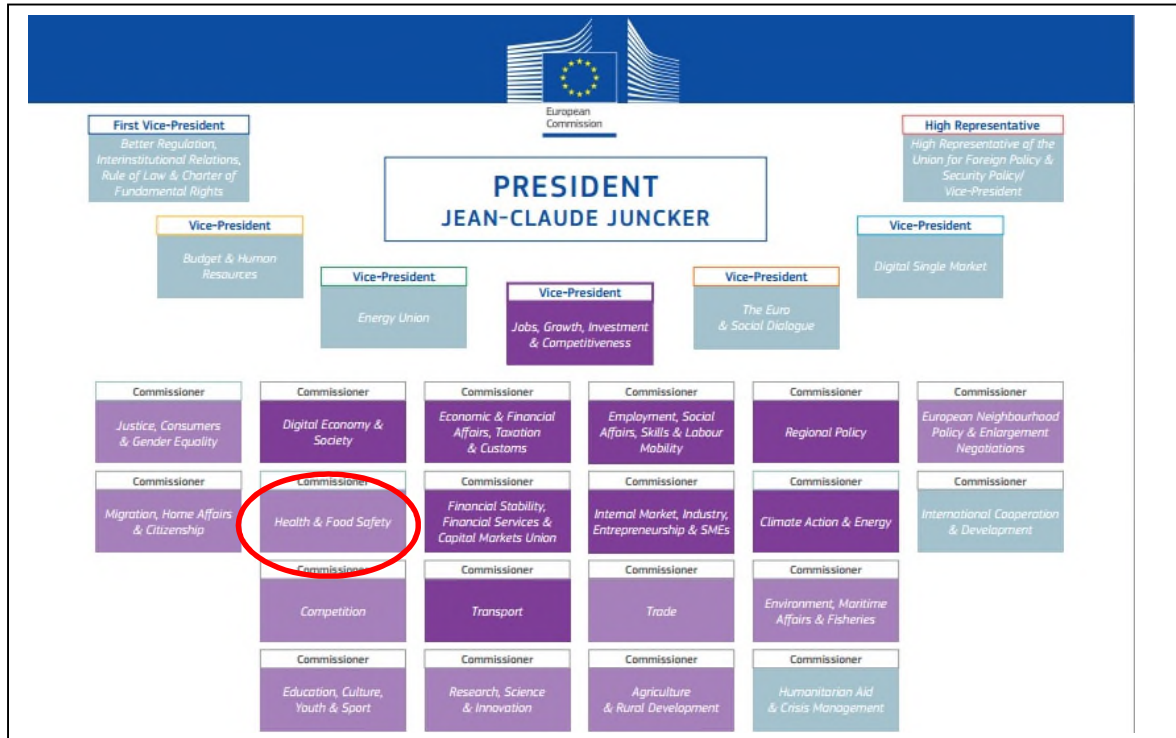 European
Commission
First Vice-President
Better Regulation,
Interinstitutional Relations,
Rule of Law & Charter of
Fundamental Rights
High Representative
High Representative of the
Union for Foreign Policy &
Security Policy/
Vice-President
PRESIDENT
JEAN-CLAUDE JUNCKER
Vice-President
Budget & Human
Resources
Vice-President
Digital Single Market
Vice-President
Energy Union
Vice-President
The Euro
& Social Dialogue
Vice-President
Jobs, Growth, Investment
& Competitiveness
Commissioner
Justice, Consumers
& Gender Equality
Commissioner
Digital Economy &
Society
Commissioner
Economic & Financial
Affairs, Taxation
& Customs
Commissioner
Employment, Social
Affairs, Skills & Labour
Mobility
Commissioner
Regional Policy
Commissioner
European Neighbourhood
Policy & Enlargement
Negotiations
Commissioner
Migration, Home Affairs
& Citizenship
Commissioner
Health & Food Safety
Commissioner
Financial Stability,
Financial Services &
Capital Markets Union
Commissioner
Internal Market, Industry,
Entrepreneurship & SMEs
Commissioner
Climate Action & Energy
Commissioner
International Cooperation
& Development
Commissioner
Competition
Commissioner
Transport
Commissioner
Trade
Commissioner
Environment, Maritime
Affairs & Fisheries
Commissioner
Education, Culture,
Youth & Sport
Commissioner
Research, Science
& Innovation
Commissioner
Agriculture
& Rural Development
Commissioner
Humanitarian Aid
& Crisis Management